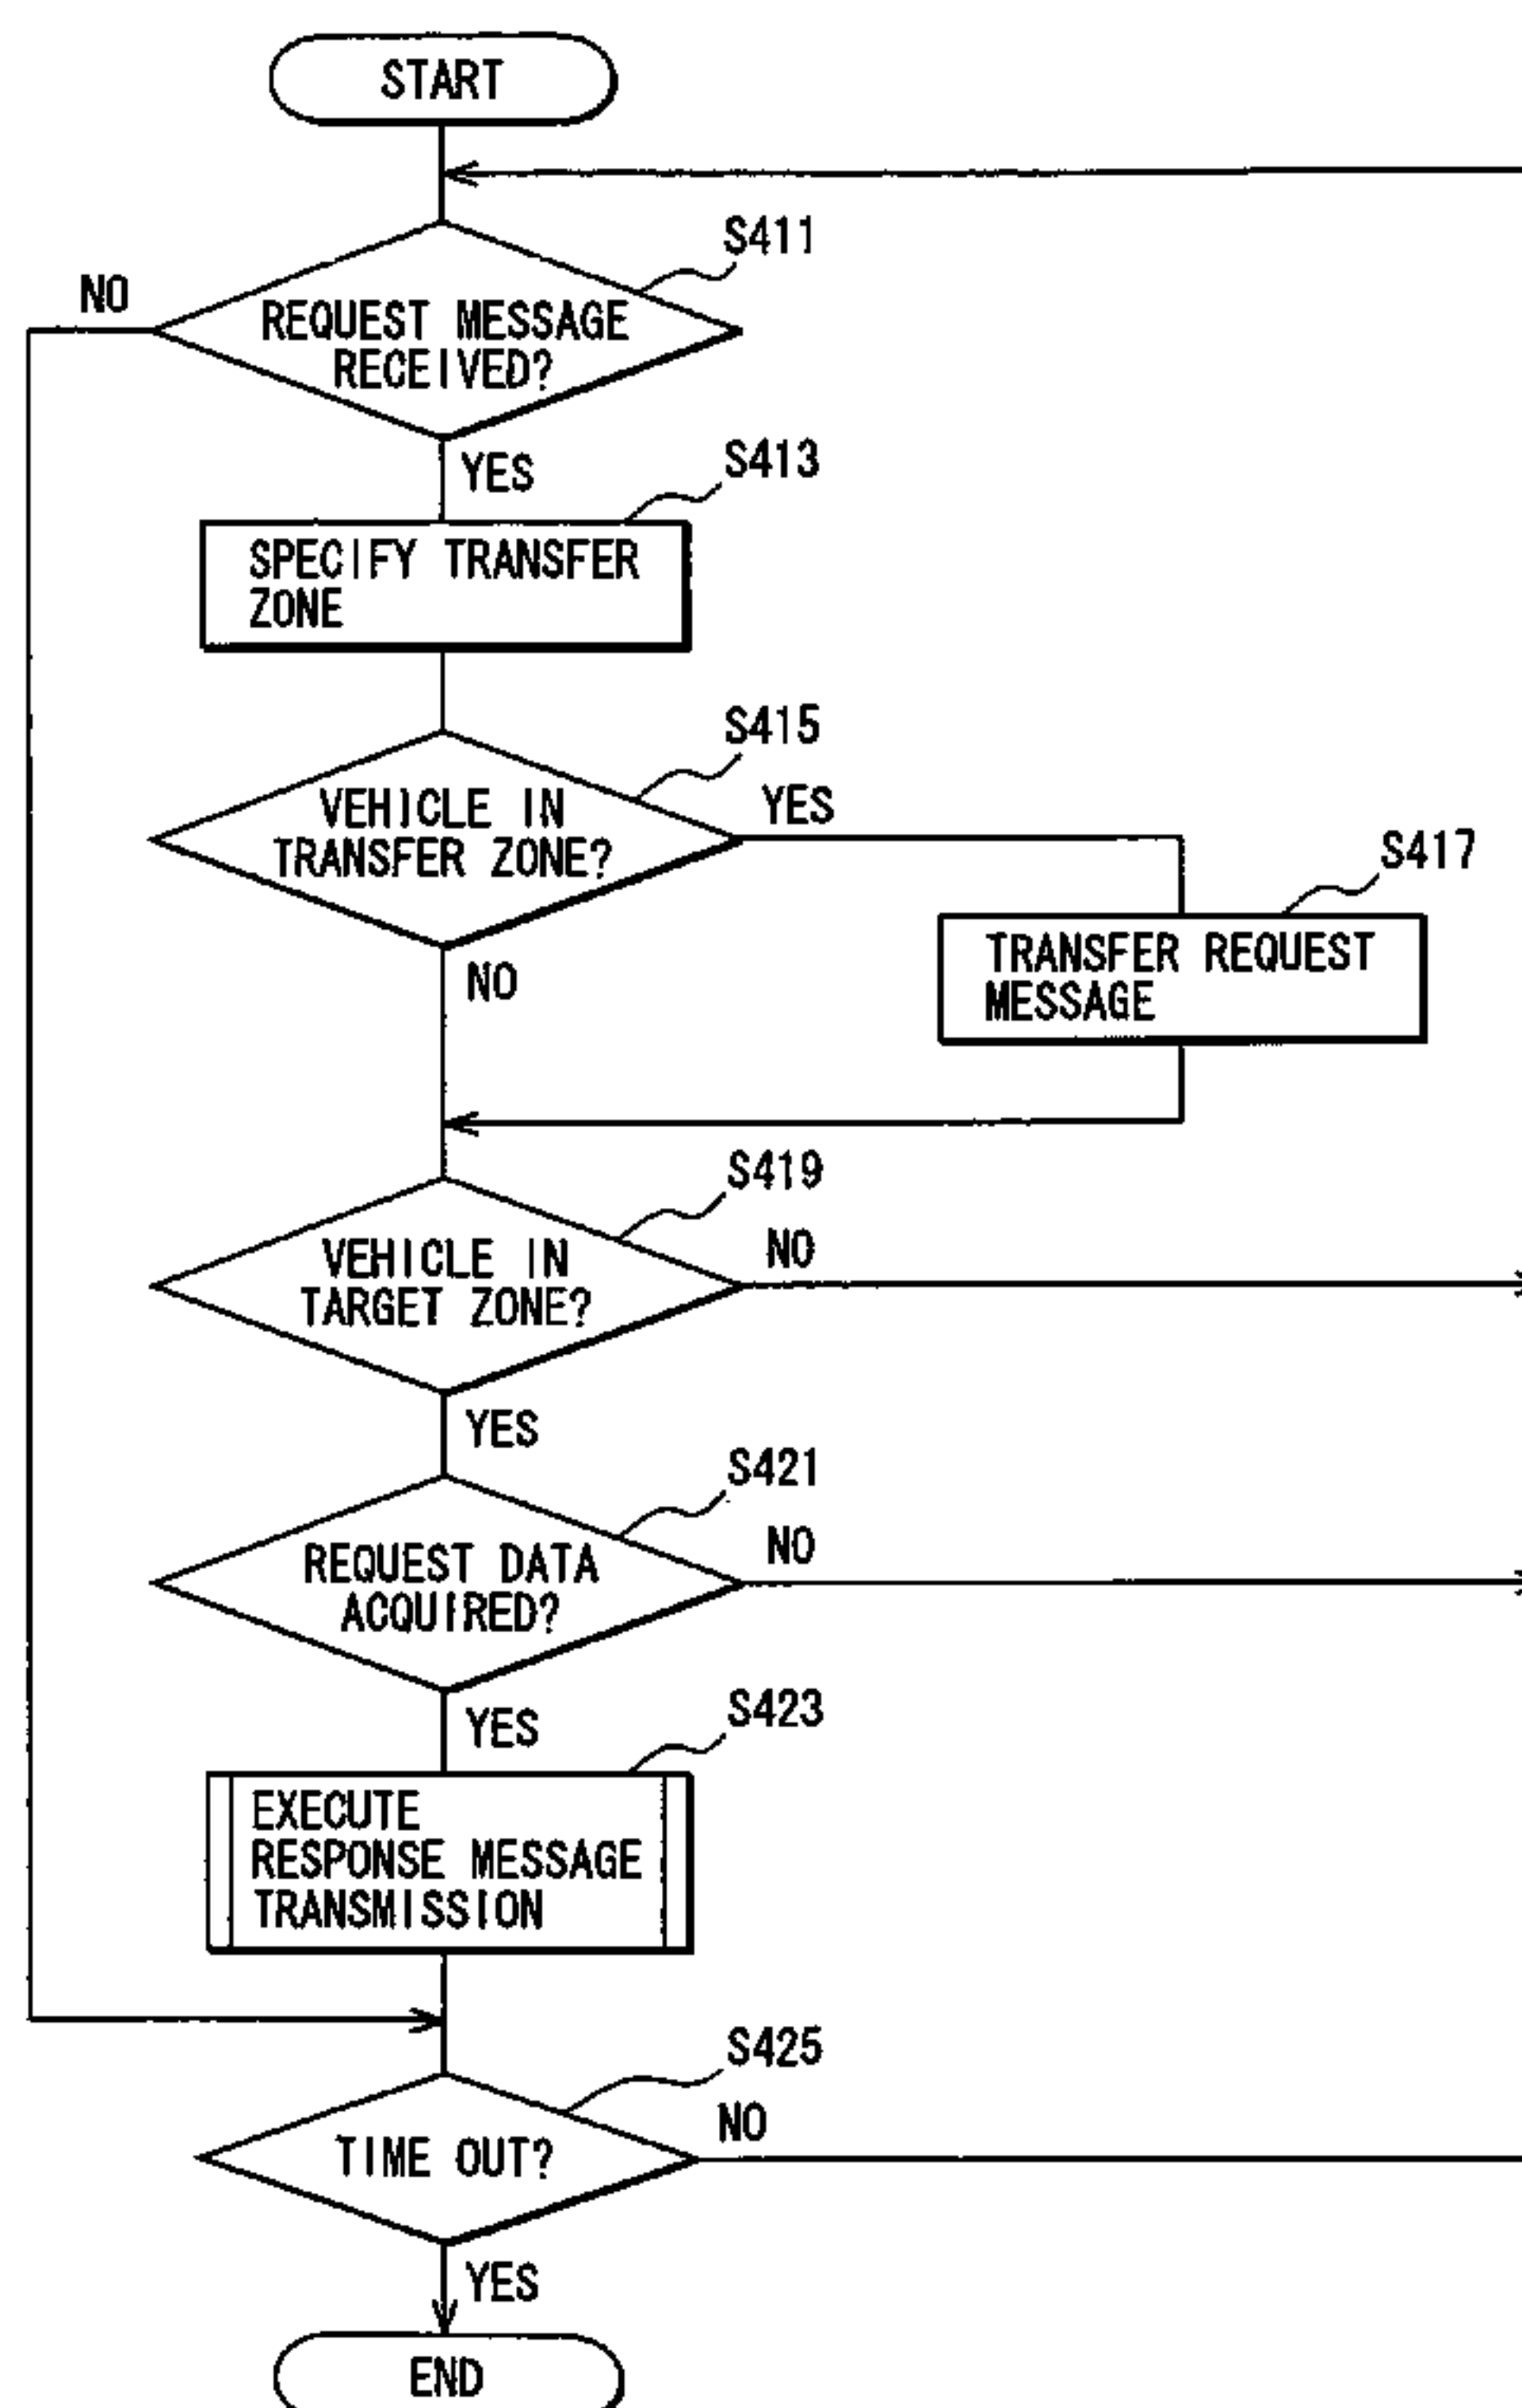 START
S411
NO
REQUEST MESSAGE
RECEIVED?
YES
S413
SPECIFY TRANSFER
ZONE
S415
VEHICLE IN
TRANSFER ZONE?
YES
S417
TRANSFER REQUEST
MESSAGE
NO
S419
VEHICLE IN
TARGET ZONE?
NO
YES
S421
REQUEST DATA
ACQUIRED?
NO
YES
S423
EXECUTE
RESPONSE MESSAGE
TRANSMISSION
S425
TIME OUT?
NO
YES
END